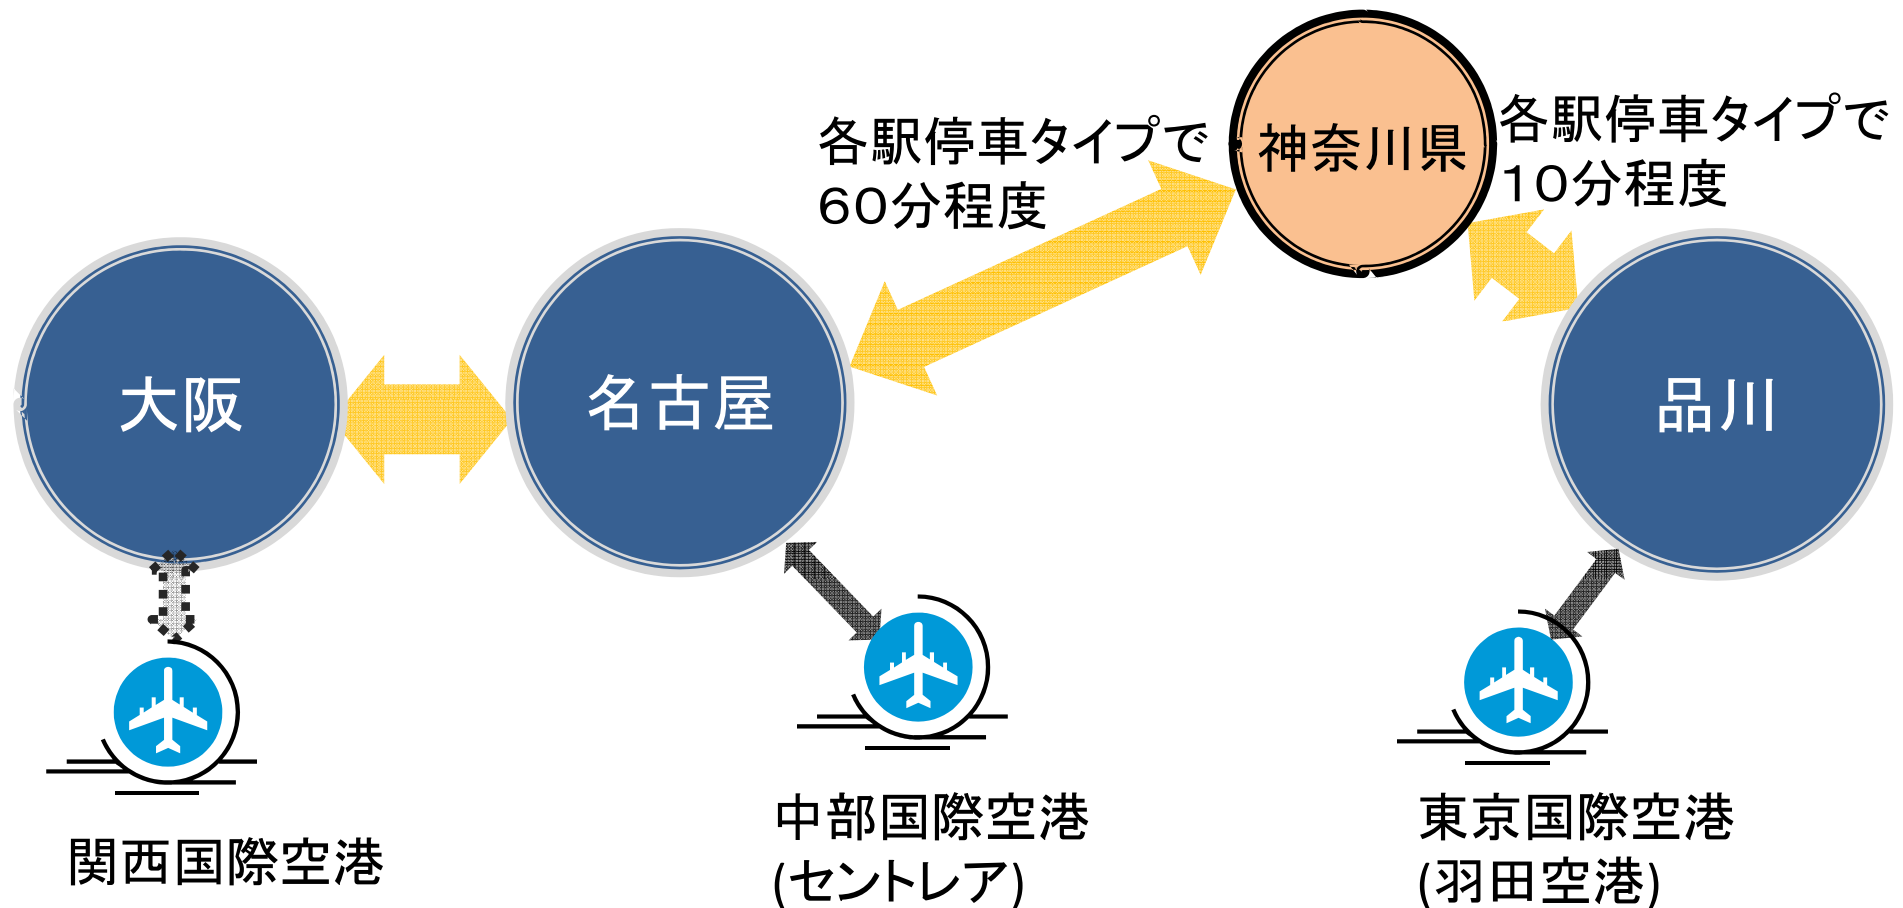 各駅停車タイプで
60分程度
神奈川県
各駅停車タイプで
10分程度
大阪
名古屋
品川
関西国際空港
中部国際空港
(セントレア)
東京国際空港
(羽田空港)